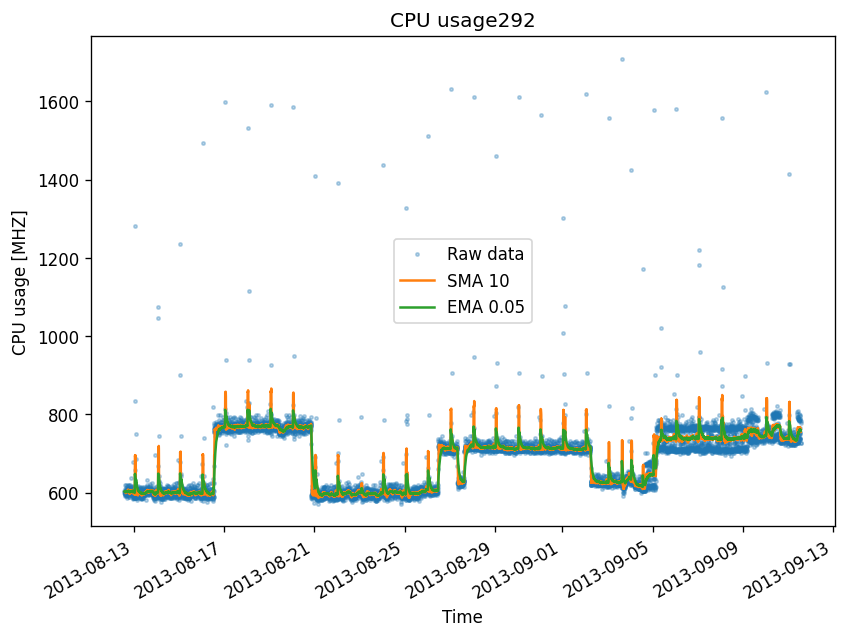 CPU usage292
CPU usage [MHZ]
1600
1400
1200
1000
800
600
Raw data
SMA 10
EMA 0.05
2013-08-13
2013-08-17
2013-08-21
2013-08-25
2013-08-29
2013-09-01
2013-09-05
2013-09-09
2013-09-13
Time